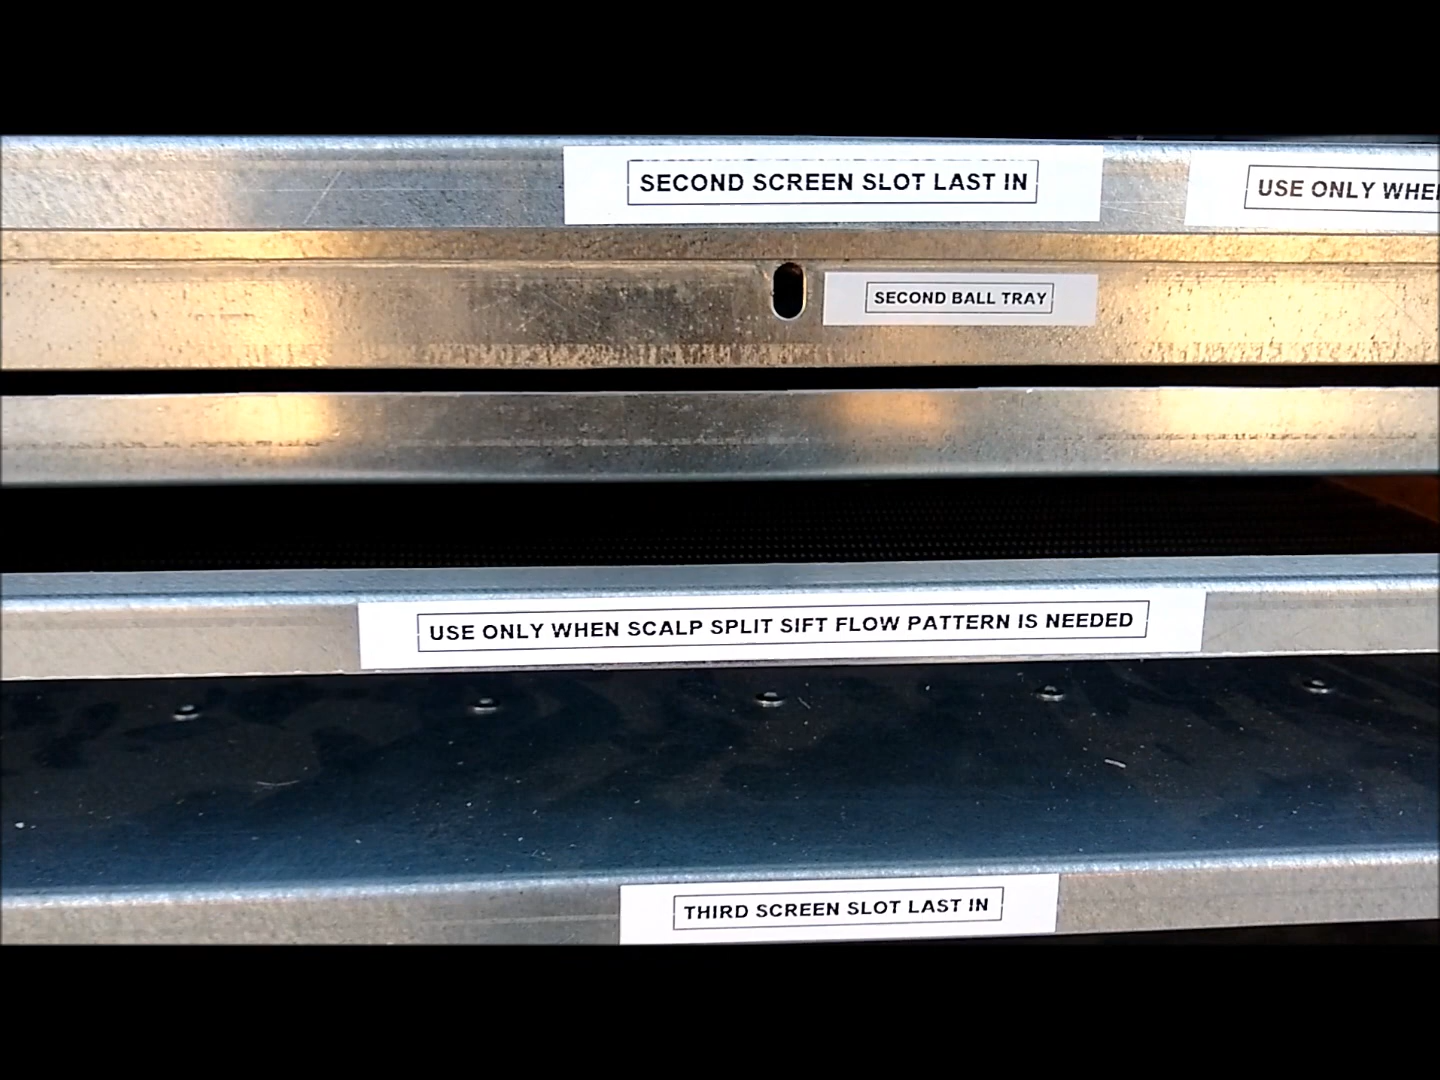 SECOND SCREEN SLOT LAST IN
USE ONLY WHEN
SECOND BALL TRAY
USE ONLY WHEN SCALP SPLIT SIFT FLOW PATTERN IS NEEDED
THIRD SCREEN SLOT LAST IN